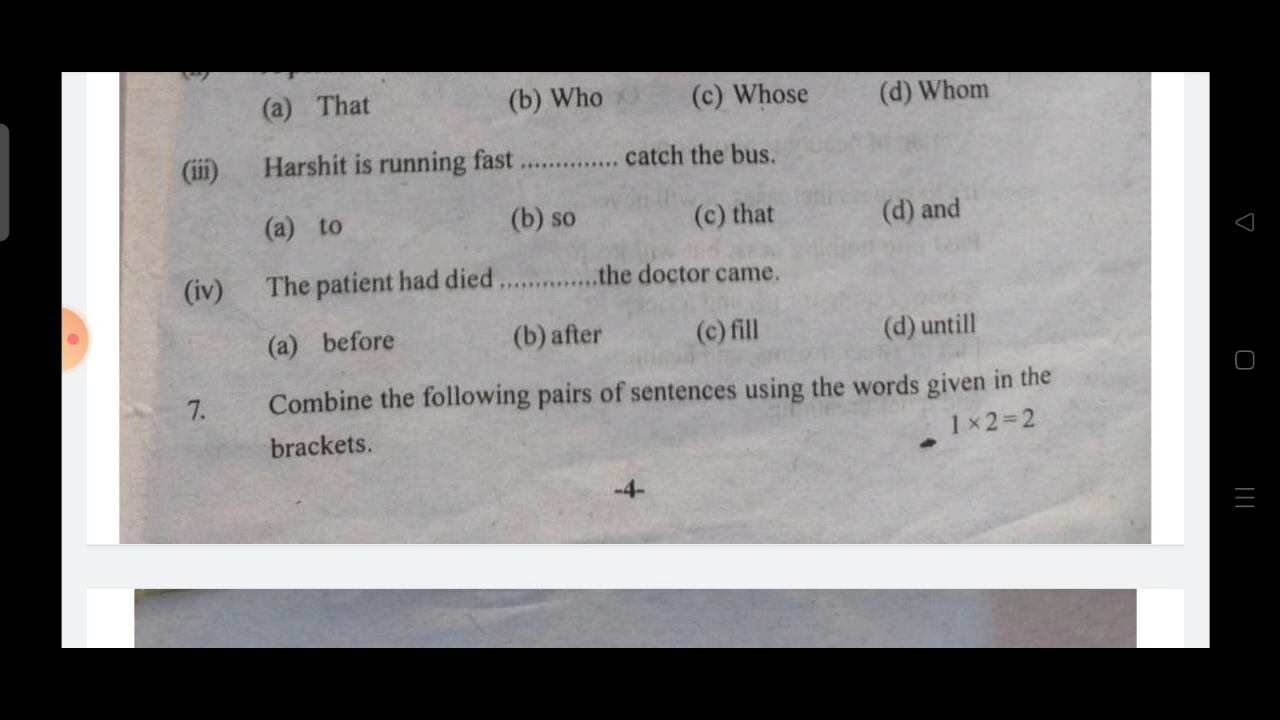 (a) That (b) Who (c) Whose (d) Whom
(iii) Harshit is running fast .............. catch the bus.
(a) to (b) so (c) that (d) and
(iv) The patient had died ..............the doctor came.
(a) before (b) after (c) fill (d) untill
7. Combine the following pairs of sentences using the words given in the
brackets. 1 × 2 = 2
-4-